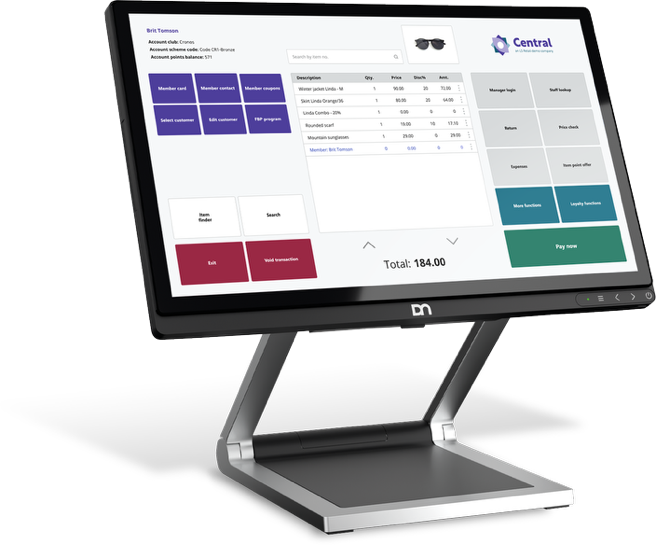 Brit Tomson
Account club: Cronos
Account scheme code: Code CR1-Bronze
Account points balance: 571
Search by item no.
Central
Member card
Member contact
Member coupons
Select customer
Edit customer
FBP program
Description Qty. Price Disc% Amt.
Winter jacket Linda - M 1 90.00 20 72.00
Skirt Linda Orange/36 1 80.00 20 64.00
Linda Combo - 20% 1 0.00 0 0
Rounded scarf 1 19.00 10 17.10
Mountain sunglasses 1 29.00 0 29.00
Member: Brit Tomson 0 0.00 0 0
Manager login
Staff lookup
Return
Price check
Expenses
Item point offer
More functions
Loyalty functions
Item
finder
Search
Exit
Void transaction
Total: 184.00
Pay now
DN